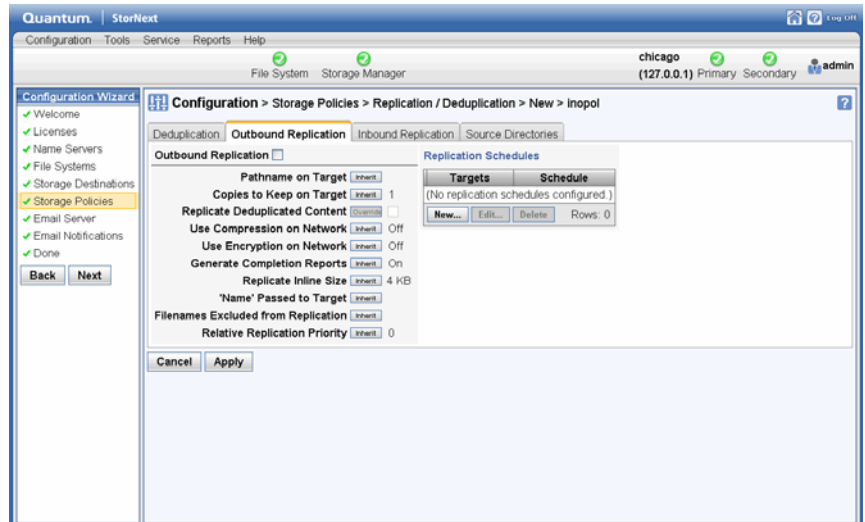 Quantum. StorNext Log Off
Configuration Tools Service Reports Help
File System Storage Manager
chicago
(127.0.0.1) Primary Secondary
admin
Configuration Wizard
Welcome
Licenses
Name Servers
File Systems
Storage Destinations
Storage Policies
Email Server
Email Notifications
Done
Back Next
Configuration > Storage Policies > Replication / Deduplication > New > inopol ?
Deduplication Outbound Replication Inbound Replication Source Directories
Outbound Replication
Pathname on Target Inherit
Copies to Keep on Target Inherit 1
Replicate Deduplicated Content Override
Use Compression on Network Inherit Off
Use Encryption on Network Inherit Off
Generate Completion Reports Inherit On
Replicate Inline Size Inherit 4 KB
'Name' Passed to Target Inherit
Filenames Excluded from Replication Inherit
Relative Replication Priority Inherit 0
Replication Schedules
Targets Schedule
(No replication schedules configured.)
New... Edit... Delete Rows: 0
Cancel Apply